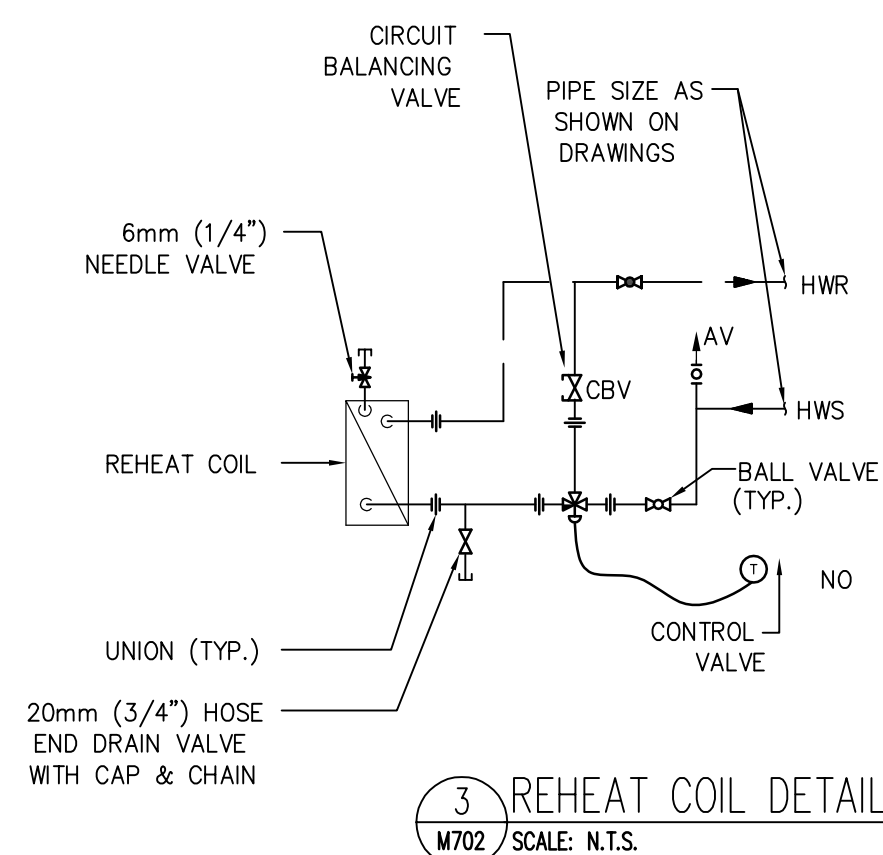 CIRCUIT
BALANCING
VALVE
PIPE SIZE AS
SHOWN ON
DRAWINGS
6mm (1/4")
NEEDLE VALVE
HWR
AV
CBV
HWS
REHEAT COIL
BALL VALVE
(TYP.)
T
NO
CONTROL
VALVE
UNION (TYP.)
20mm (3/4") HOSE
END DRAIN VALVE
WITH CAP & CHAIN
3
REHEAT COIL DETAIL
M702
SCALE: N.T.S.